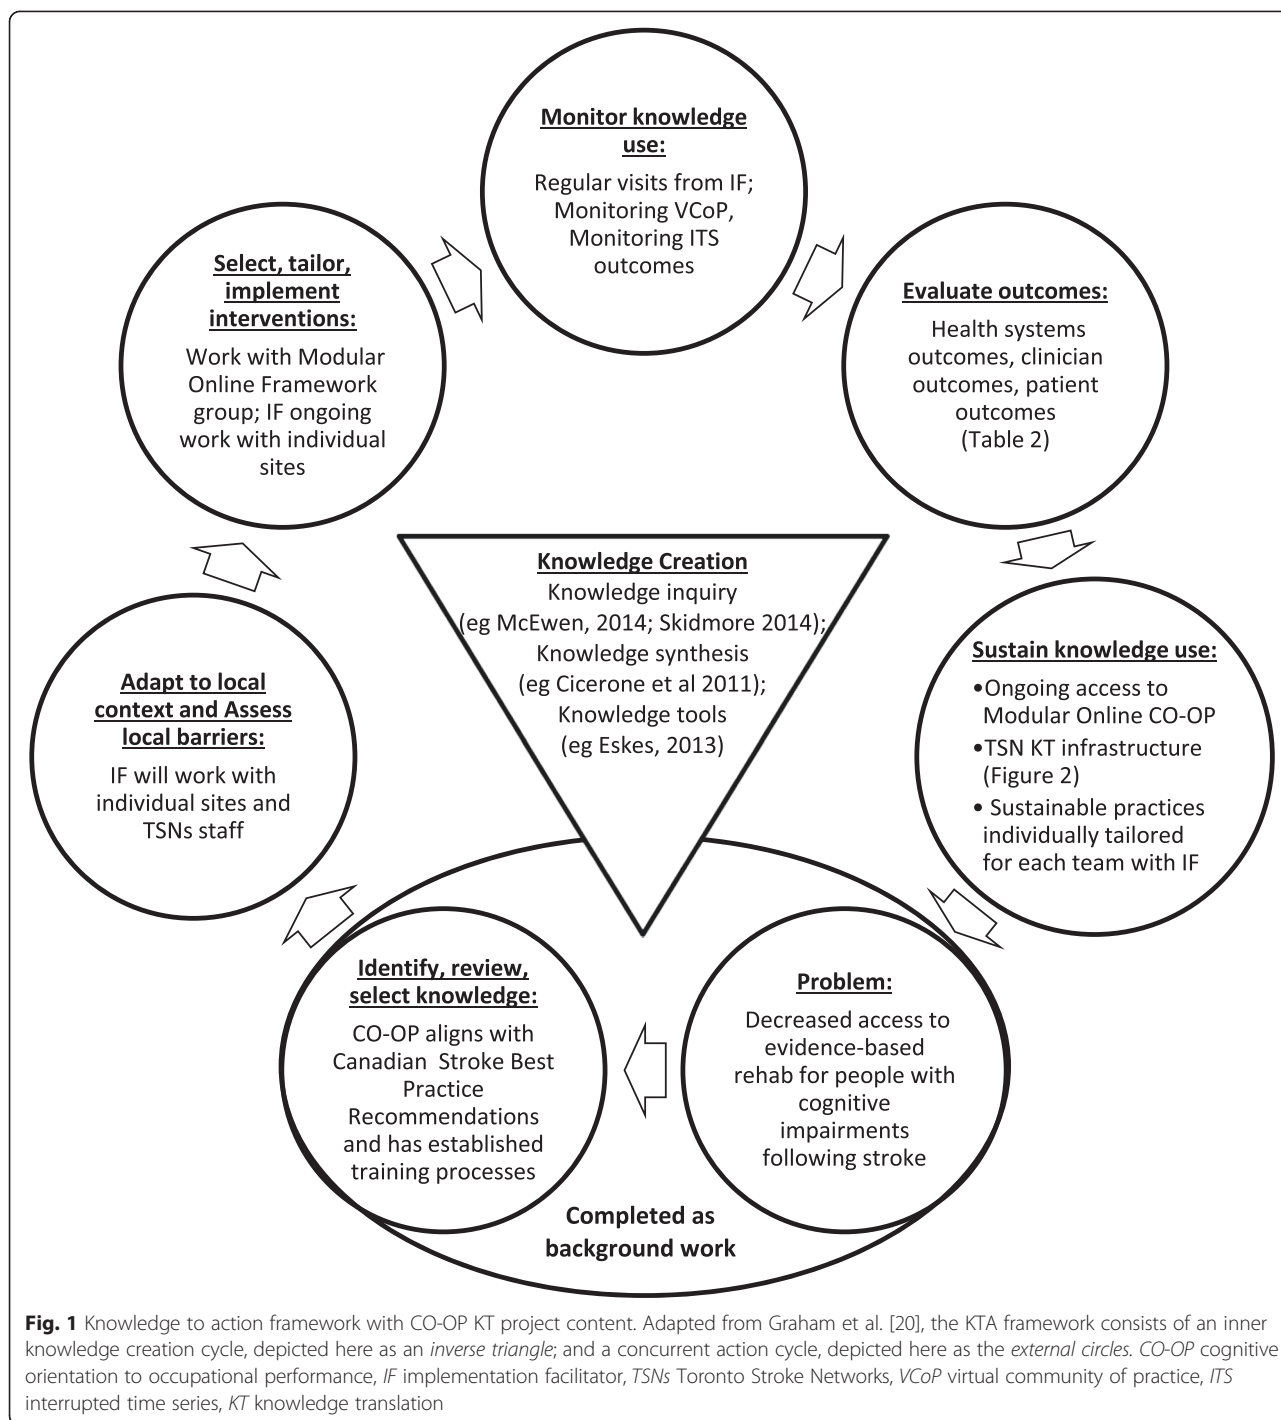 Monitor knowledge
use:
Regular visits from IF;
Monitoring VCoP,
Monitoring ITS
outcomes
Select, tailor,
implement
interventions:
Work with Modular
Online Framework
group; IF ongoing
work with individual
sites
Evaluate outcomes:
Health systems
outcomes, clinician
outcomes, patient
outcomes
(Table 2)
Knowledge Creation
Knowledge inquiry
(eg McEwen, 2014; Skidmore 2014);
Knowledge synthesis
(eg Cicerone et al 2011);
Knowledge tools
(eg Eskes, 2013)
Adapt to local
context and Assess
local barriers:
IF will work with
individual sites and
TSNs staff
Sustain knowledge use:
•Ongoing access to
Modular Online CO-OP
•TSN KT infrastructure
(Figure 2)
• Sustainable practices
individually tailored
for each team with IF
Identify, review,
select knowledge:
CO-OP aligns with
Canadian Stroke Best
Practice
Recommendations
and has established
training processes
Problem:
Decreased access to
evidence-based
rehab for people with
cognitive
impairments
following stroke
Completed as
background work
Fig. 1 Knowledge to action framework with CO-OP KT project content. Adapted from Graham et al. [20], the KTA framework consists of an inner
knowledge creation cycle, depicted here as an inverse triangle; and a concurrent action cycle, depicted here as the external circles. CO-OP cognitive
orientation to occupational performance, IF implementation facilitator, TSNs Toronto Stroke Networks, VCoP virtual community of practice, ITS
interrupted time series, KT knowledge translation